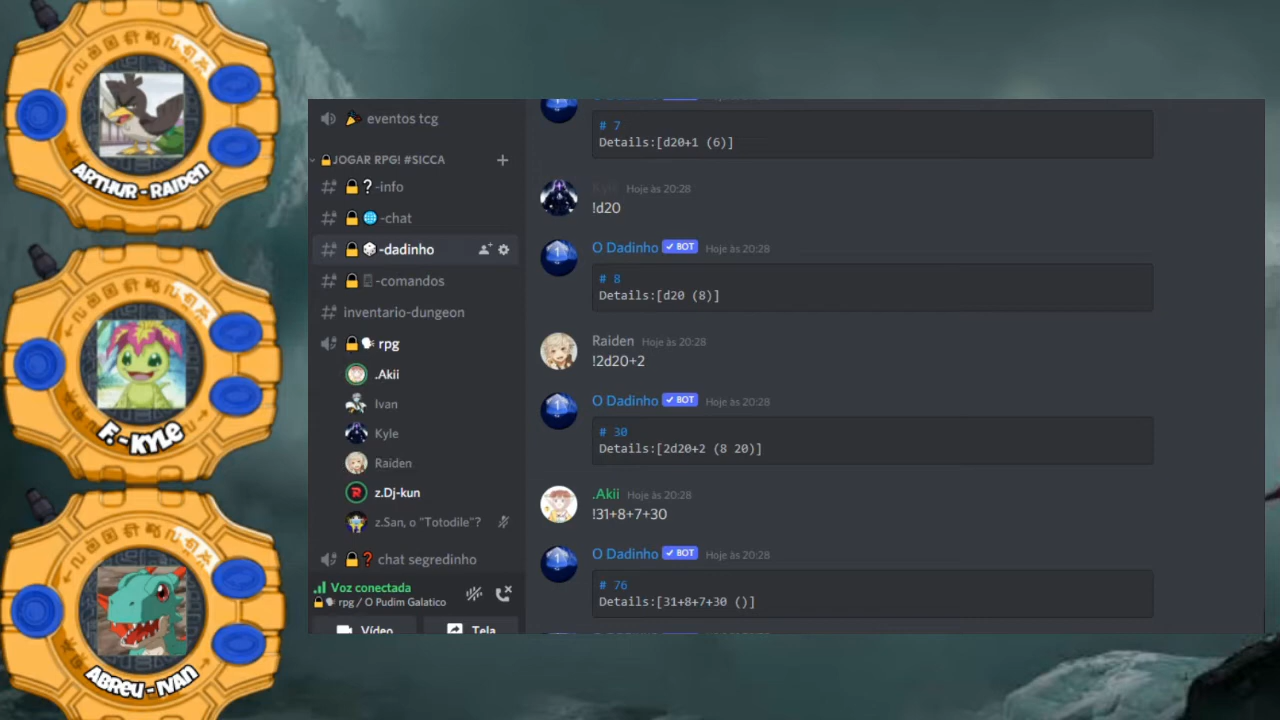 ARTHUR - RAIDEN
F. - KYLE
ABREU - IVAN
eventos tcg
JOGAR RPG! #SICCA
-info
-chat
-dadinho
-comandos
inventario-dungeon
rpg
.Akii
Ivan
Kyle
Raiden
z.Dj-kun
z.San, o "Totodile"?
chat segredinho
Voz conectada
rpg / O Pudim Galatico
Vídeo
Tela
# 7
Details:[d20+1 (6)]
Kyle Hoje às 20:28
!d20
O Dadinho BOT Hoje às 20:28
# 8
Details:[d20 (8)]
Raiden Hoje às 20:28
!2d20+2
O Dadinho BOT Hoje às 20:28
# 30
Details:[2d20+2 (8 20)]
.Akii Hoje às 20:28
!31+8+7+30
O Dadinho BOT Hoje às 20:28
# 76
Details:[31+8+7+30 ()]